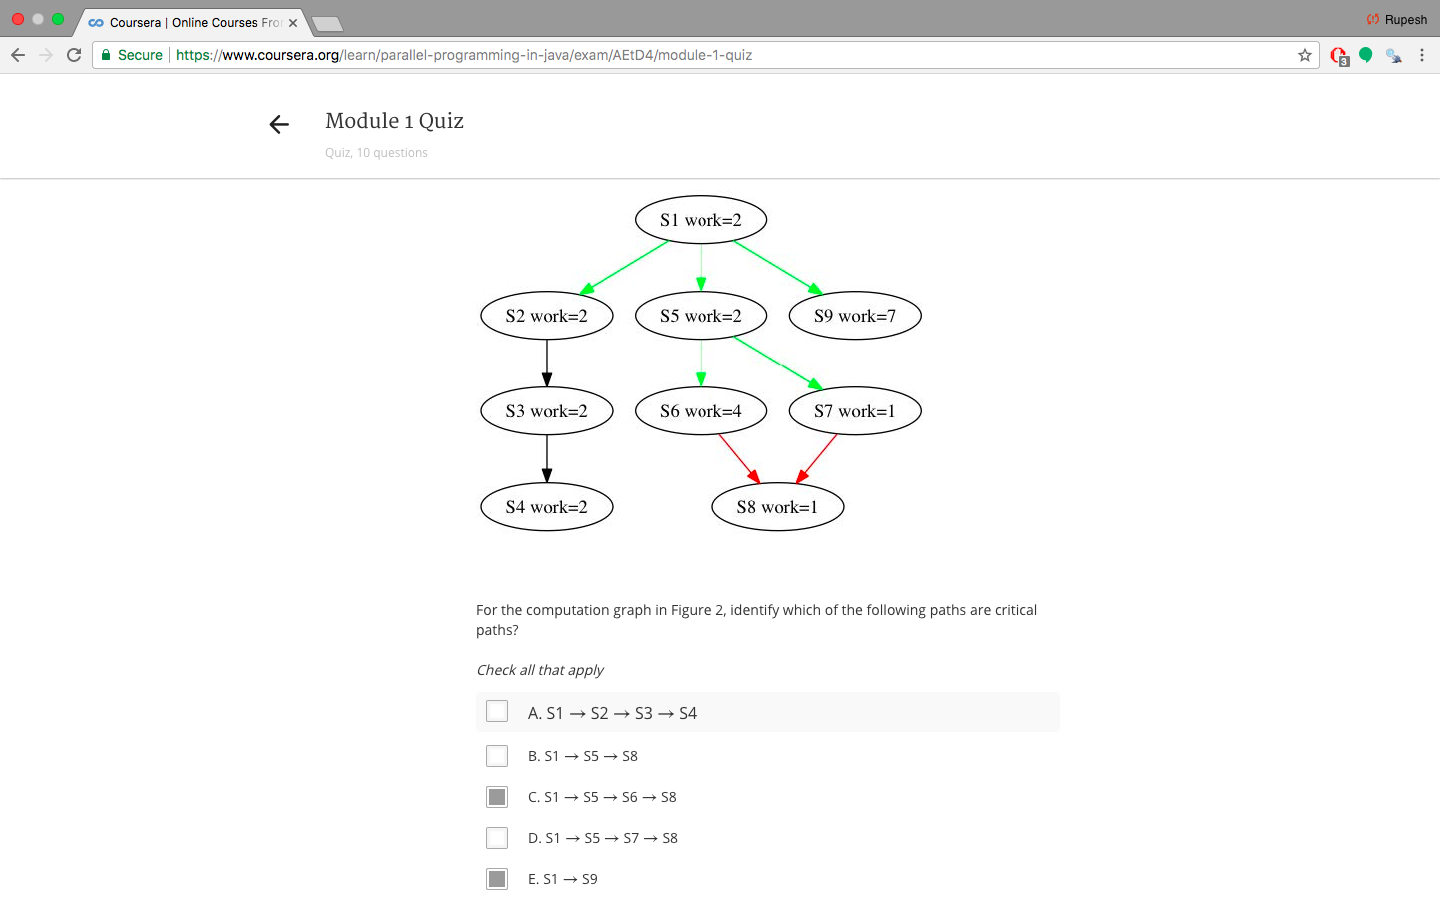 Coursera | Online Courses Fro
Rupesh
Secure
https://www.coursera.org/learn/parallel-programming-in-java/exam/AEtD4/module-1-quiz
3
Module 1 Quiz
Quiz, 10 questions
S1 work=2
S2 work=2 S5 work=2 S9 work=7
S3 work=2 S6 work=4 S7 work=1
S4 work=2 S8 work=1
For the computation graph in Figure 2, identify which of the following paths are critical
paths?
Check all that apply
A. S1 → S2 → S3 → S4
B. S1 → S5 → S8
C. S1 → S5 → S6 → S8
D. S1 → S5 → S7 → S8
E. S1 → S9